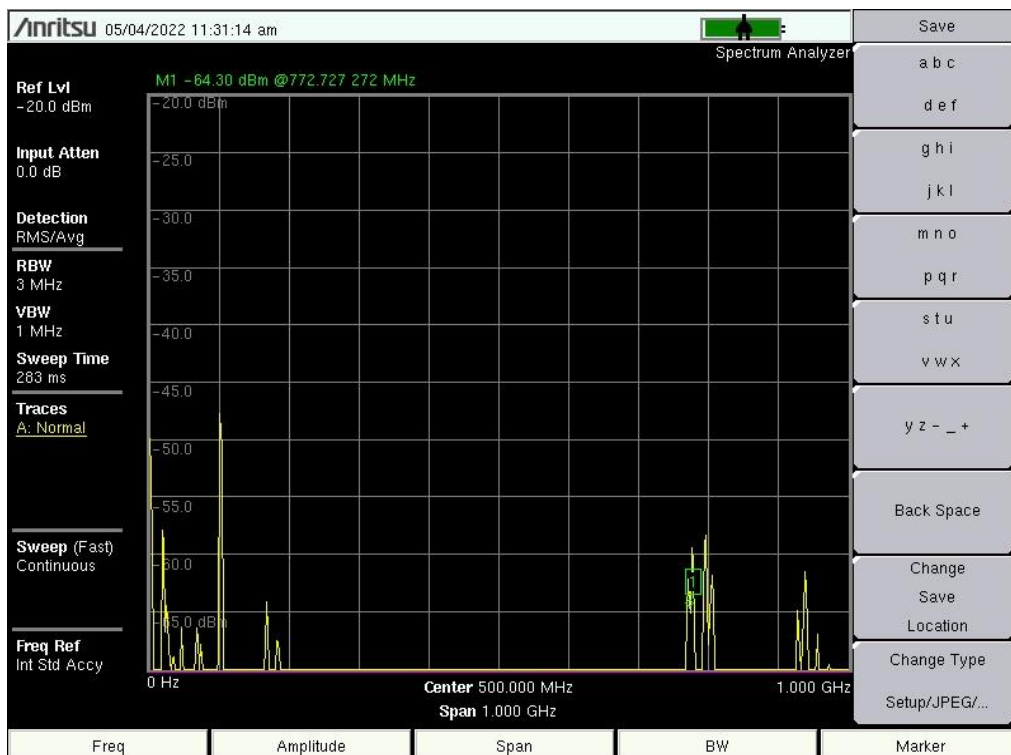 Anritsu 05/04/2022 11:31:14 am
Save
Spectrum Analyzer
M1 -64.30 dBm @772.727 272 MHz
Ref Lvl
-20.0 dBm
Input Atten
0.0 dB
Detection
RMS/Avg
RBW
3 MHz
VBW
1 MHz
Sweep Time
283 ms
Traces
A: Normal
Sweep (Fast)
Continuous
Freq Ref
Int Std Accy
-20.0 dBm
-25.0
-30.0
-35.0
-40.0
-45.0
-50.0
-55.0
-60.0
-65.0 dBm
1
0 Hz
Center 500.000 MHz
1.000 GHz
Span 1.000 GHz
a b c
d e f
g h i
j k l
m n o
p q r
s t u
v w x
y z - _ +
Back Space
Change
Save
Location
Change Type
Setup/JPEG/...
Freq
Amplitude
Span
BW
Marker